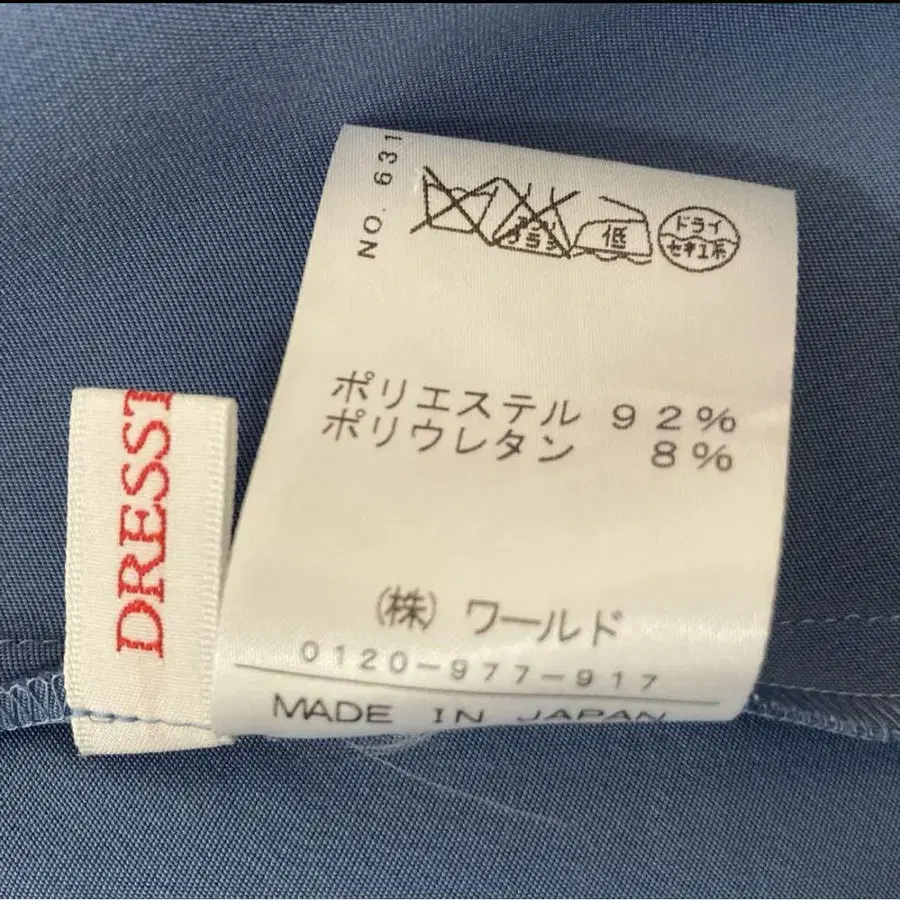 NO. 631
低
ドライ
セキユ系
ポリエステル 92%
ポリウレタン 8%
(株) ワールド
0120-977-917
MADE IN JAPAN
DRESST